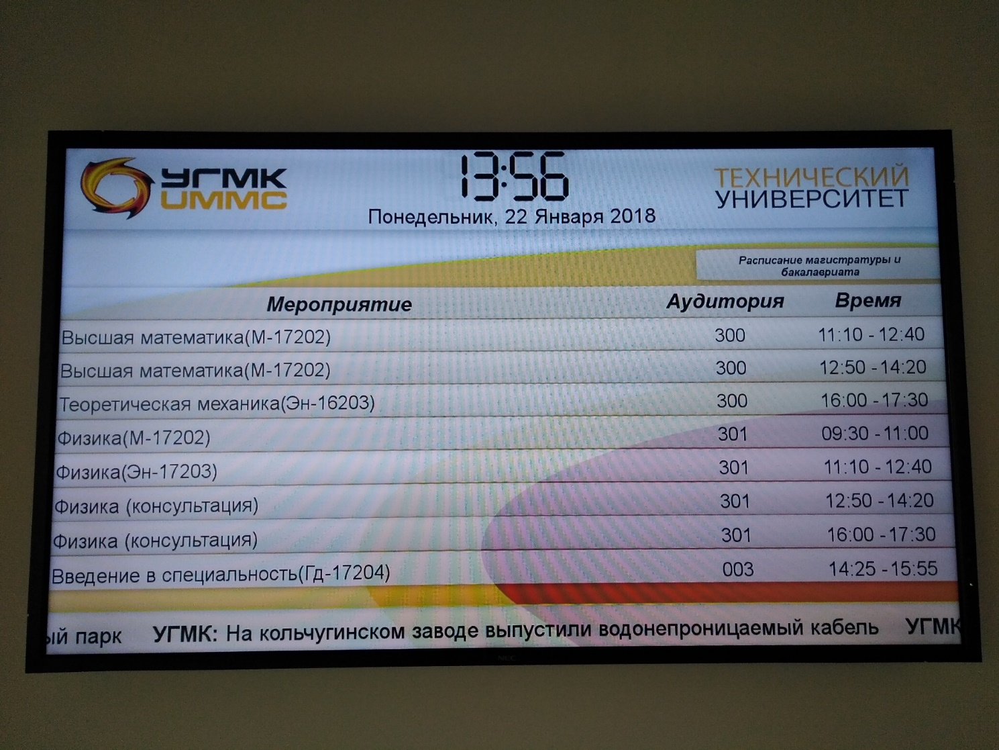 УГМК
UMMC
13:56
Понедельник, 22 Января 2018
ТЕХНИЧЕСКИЙ
УНИВЕРСИТЕТ
Расписание магистратуры и
бакалавриата
Мероприятие Аудитория Время
Высшая математика(М-17202) 300 11:10 - 12:40
Высшая математика(М-17202) 300 12:50 - 14:20
Теоретическая механика(Эн-16203) 300 16:00 - 17:30
Физика(М-17202) 301 09:30 - 11:00
Физика(Эн-17203) 301 11:10 - 12:40
Физика (консультация) 301 12:50 - 14:20
Физика (консультация) 301 16:00 - 17:30
Введение в специальность(Гд-17204) 003 14:25 - 15:55
ый парк УГМК: На кольчугинском заводе выпустили водонепроницаемый кабель УГМК
NEC